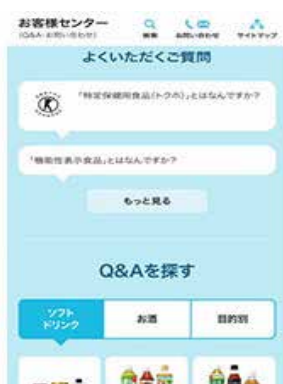 お客様センター
(Q&A・お問い合わせ)
検索
お問い合わせ
サイトマップ
よくいただくご質問
「特定保健用食品(トクホ)」とはなんですか?
「機能性表示食品」とはなんですか?
もっと見る
Q&Aを探す
ソフト
ドリンク
お酒
目的別